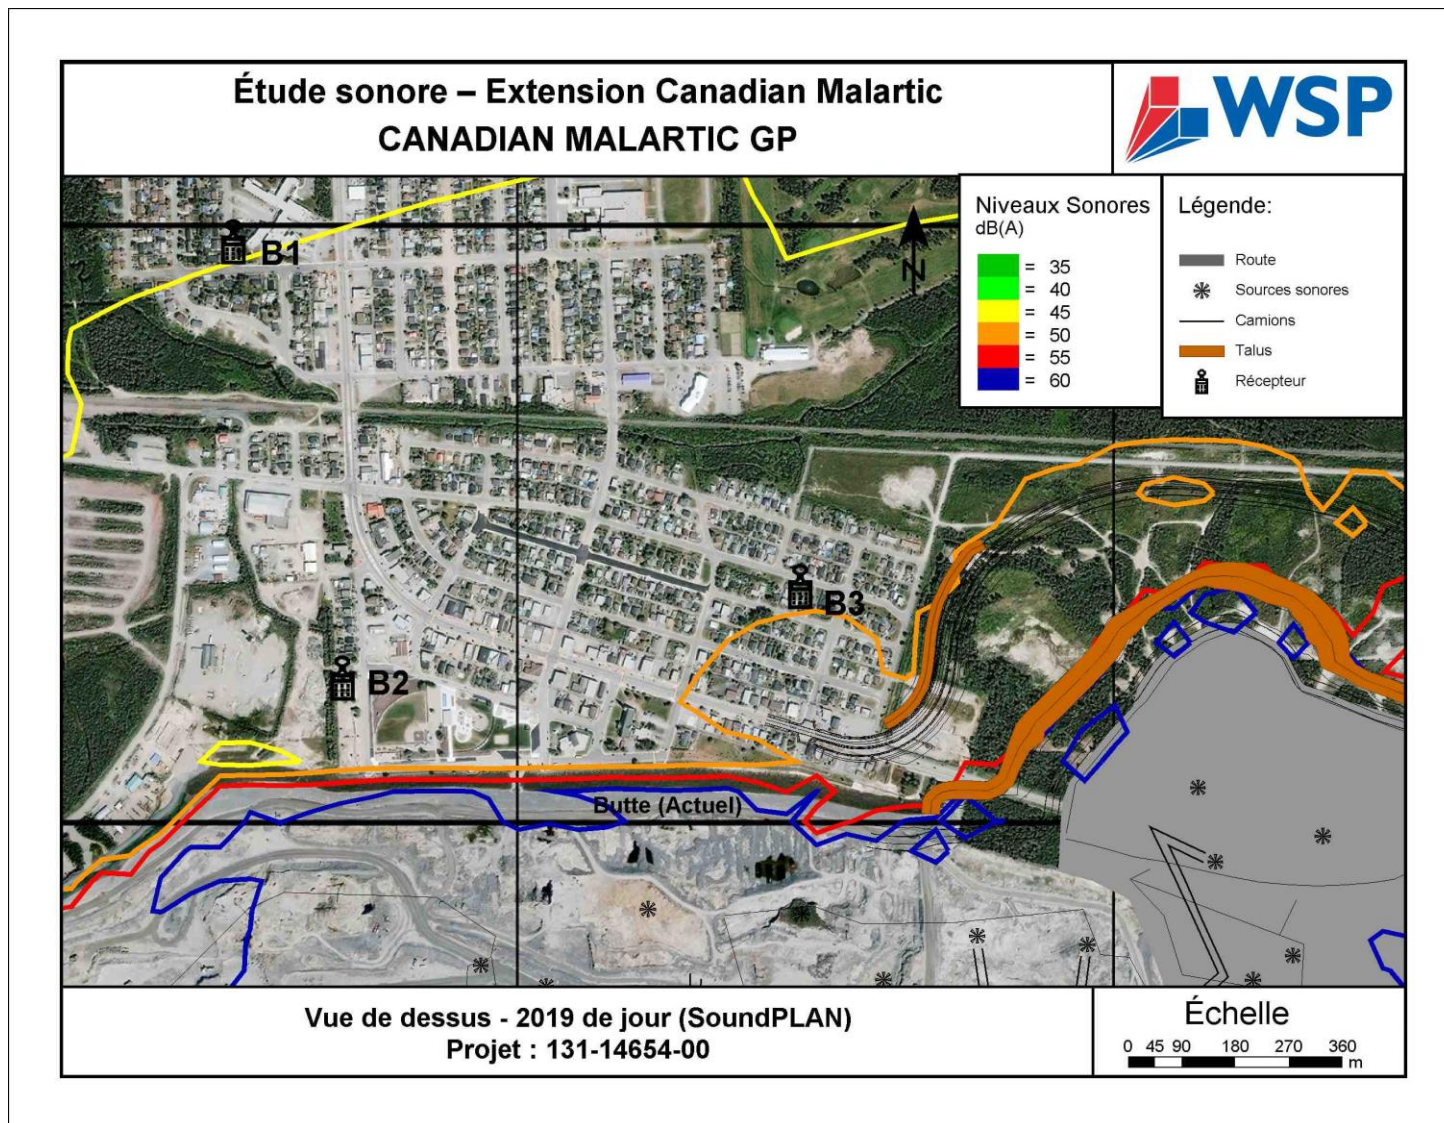 Étude sonore – Extension Canadian Malartic
CANADIAN MALARTIC GP
WSP
Niveaux Sonores
dB(A)
= 35
= 40
= 45
= 50
= 55
= 60
Légende:
Route
Sources sonores
Camions
Talus
Récepteur
N
B1
B2
B3
Butte (Actuel)
Vue de dessus - 2019 de jour (SoundPLAN)
Projet : 131-14654-00
Échelle
0 45 90 180 270 360
m